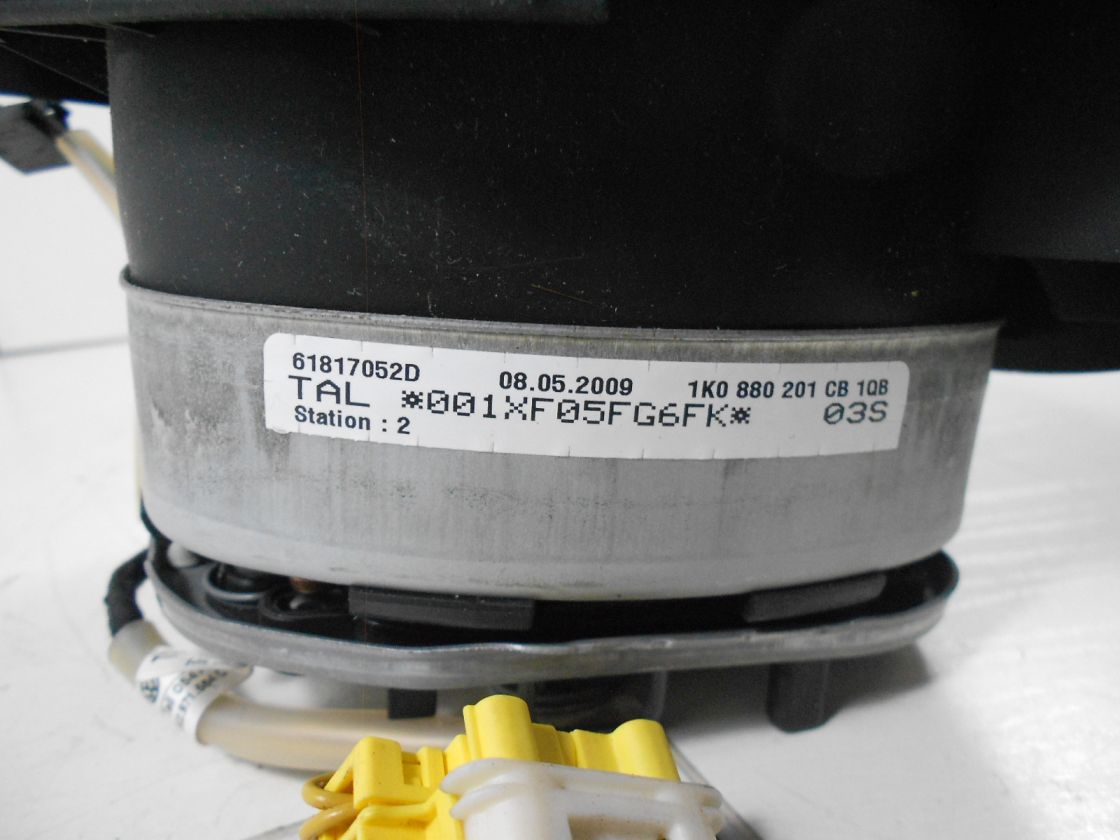 61817052D 08.05.2009 1K0 880 201 CB 1QB
TAL *001XF05FG6FK* 03S
Station : 2